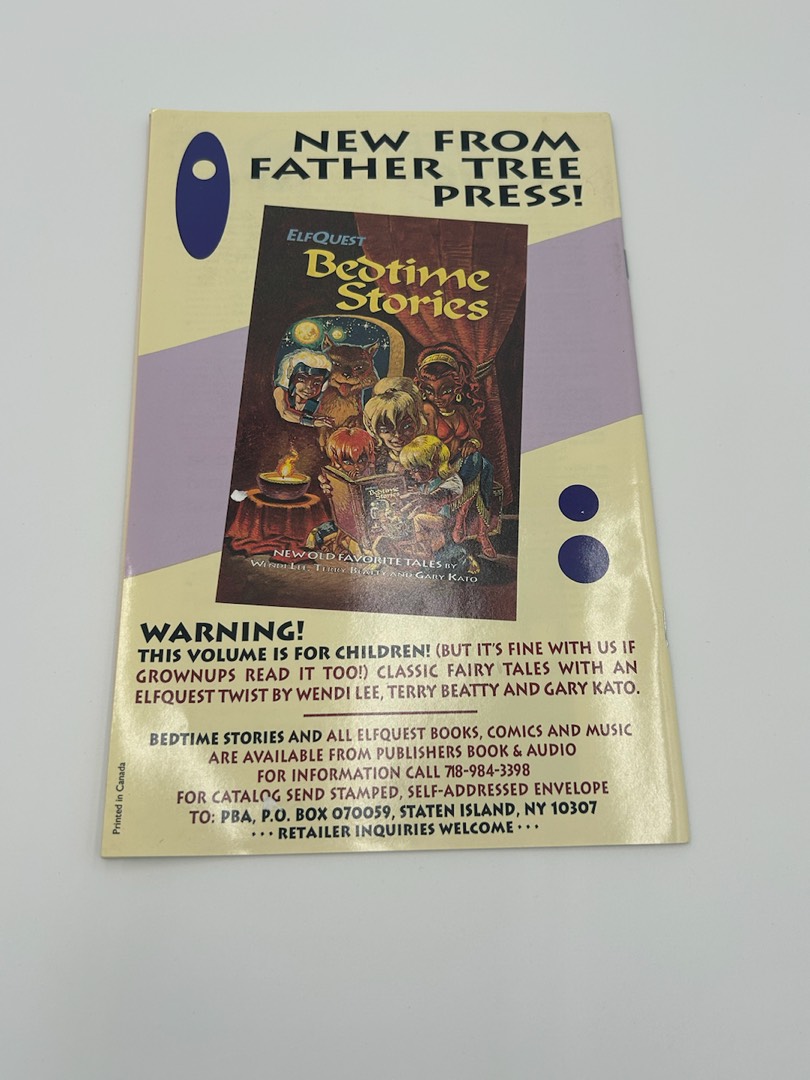 NEW FROM
FATHER TREE
PRESS!
ELFQUEST
Bedtime
Stories
Bedtime
Stories
NEW OLD FAVORITE TALES BY
WENDI LEE, TERRY BEATTY AND GARY KATO
WARNING!
THIS VOLUME IS FOR CHILDREN! (BUT IT'S FINE WITH US IF
GROWNUPS READ IT TOO!) CLASSIC FAIRY TALES WITH AN
ELFQUEST TWIST BY WENDI LEE, TERRY BEATTY AND GARY KATO.
BEDTIME STORIES AND ALL ELFQUEST BOOKS, COMICS AND MUSIC
ARE AVAILABLE FROM PUBLISHERS BOOK & AUDIO
FOR INFORMATION CALL 718-984-3398
FOR CATALOG SEND STAMPED, SELF-ADDRESSED ENVELOPE
TO: PBA, P.O. BOX 070059, STATEN ISLAND, NY 10307
··· RETAILER INQUIRIES WELCOME ···
Printed in Canada